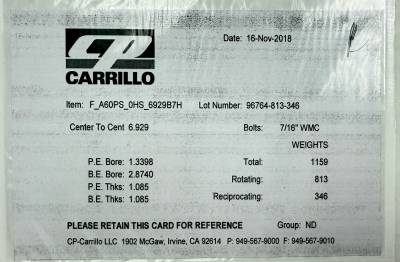 CP
CARRILLO
Date: 16-Nov-2018
Item: F_A60PS_0HS_6929B7H Lot Number: 96764-813-346
Center To Cent 6.929 Bolts: 7/16" WMC
WEIGHTS
P.E. Bore: 1.3398 Total: 1159
B.E. Bore: 2.8740 Rotating: 813
P.E. Thks: 1.085 Reciprocating: 346
B.E. Thks: 1.085
PLEASE RETAIN THIS CARD FOR REFERENCE Group: ND
CP-Carrillo LLC 1902 McGaw, Irvine, CA 92614 P: 949-567-9000 F: 949-567-9010